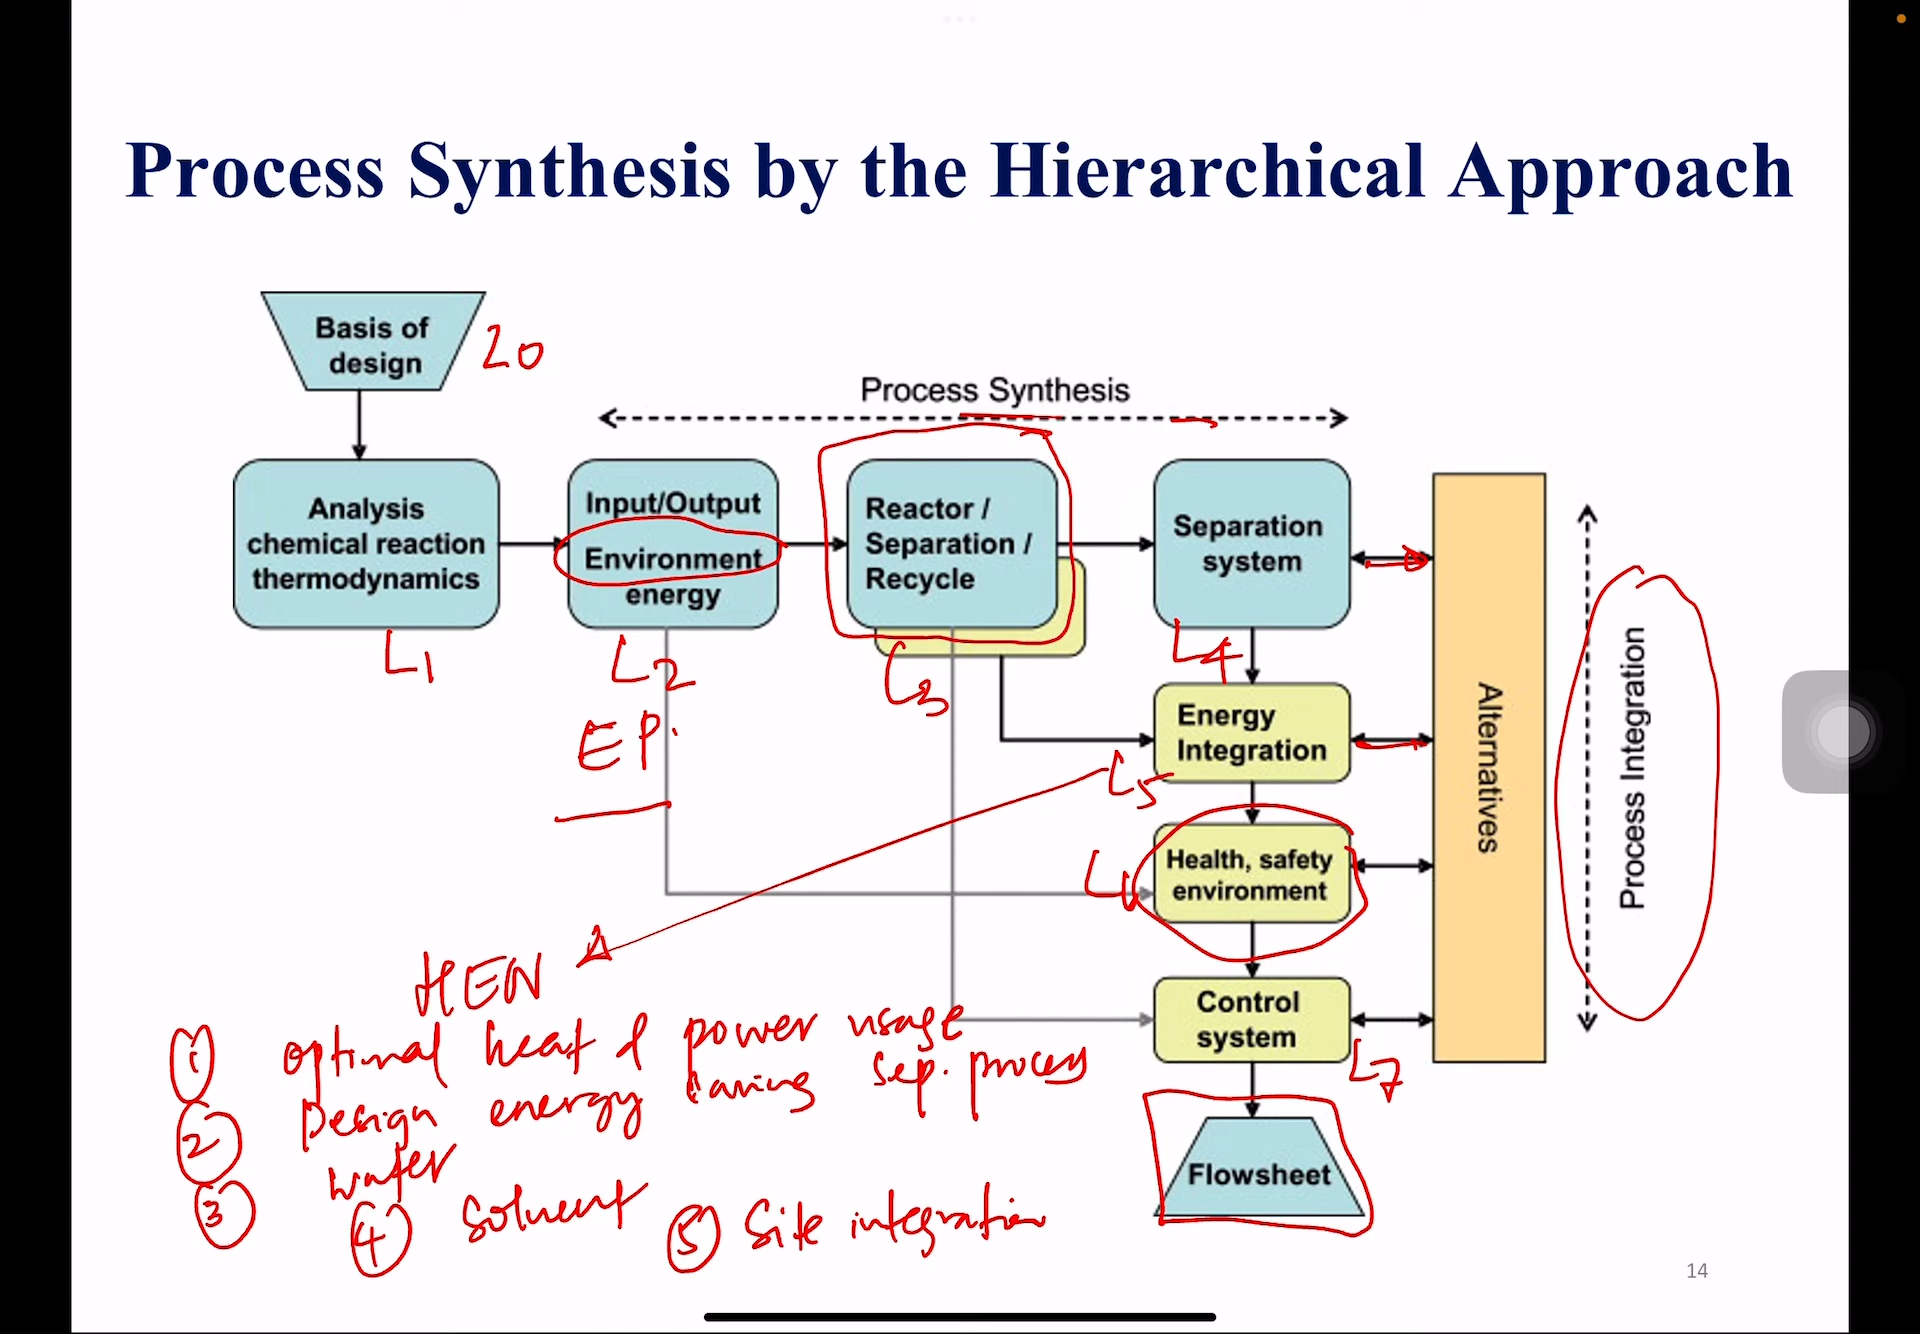 Process Synthesis by the Hierarchical Approach
Basis of
design
L0
Process Synthesis
Analysis
chemical reaction
thermodynamics
L1
Input/Output
Environment
energy
L2
EP.
Reactor /
Separation /
Recycle
L3
Separation
system
L4
Energy
Integration
L5
Health, safety
environment
L6
Control
system
L7
Flowsheet
Alternatives
Process Integration
HEN
① optimal heat & power usage
② Design energy saving sep. process
③ water
④ Solvent ⑤ Site integration
14